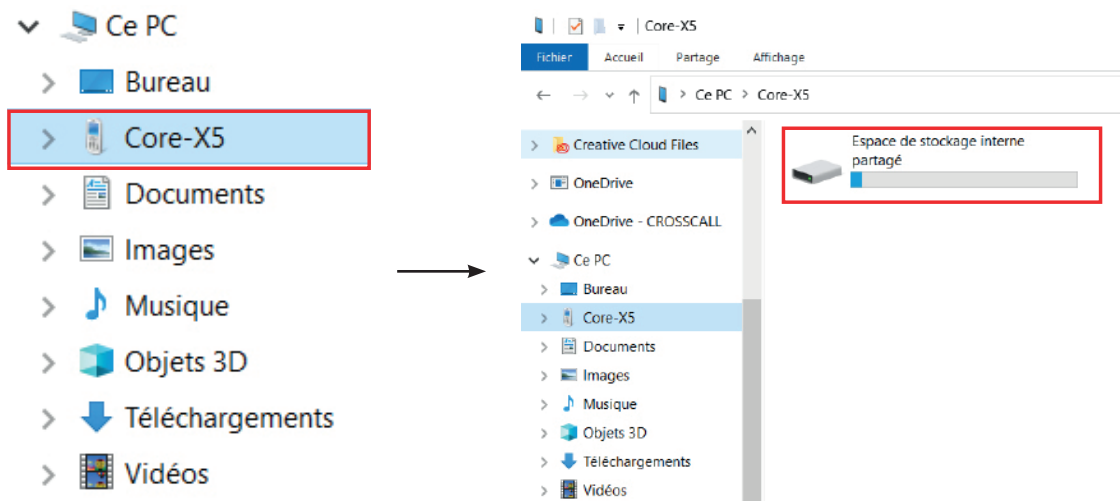 Ce PC
Bureau
Core-X5
Documents
Images
Musique
Objets 3D
Téléchargements
Vidéos
Core-X5
Fichier Accueil Partage Affichage
Ce PC > Core-X5
Creative Cloud Files
OneDrive
OneDrive - CROSSCALL
Ce PC
Bureau
Core-X5
Documents
Images
Musique
Objets 3D
Téléchargements
Vidéos
Espace de stockage interne
partagé